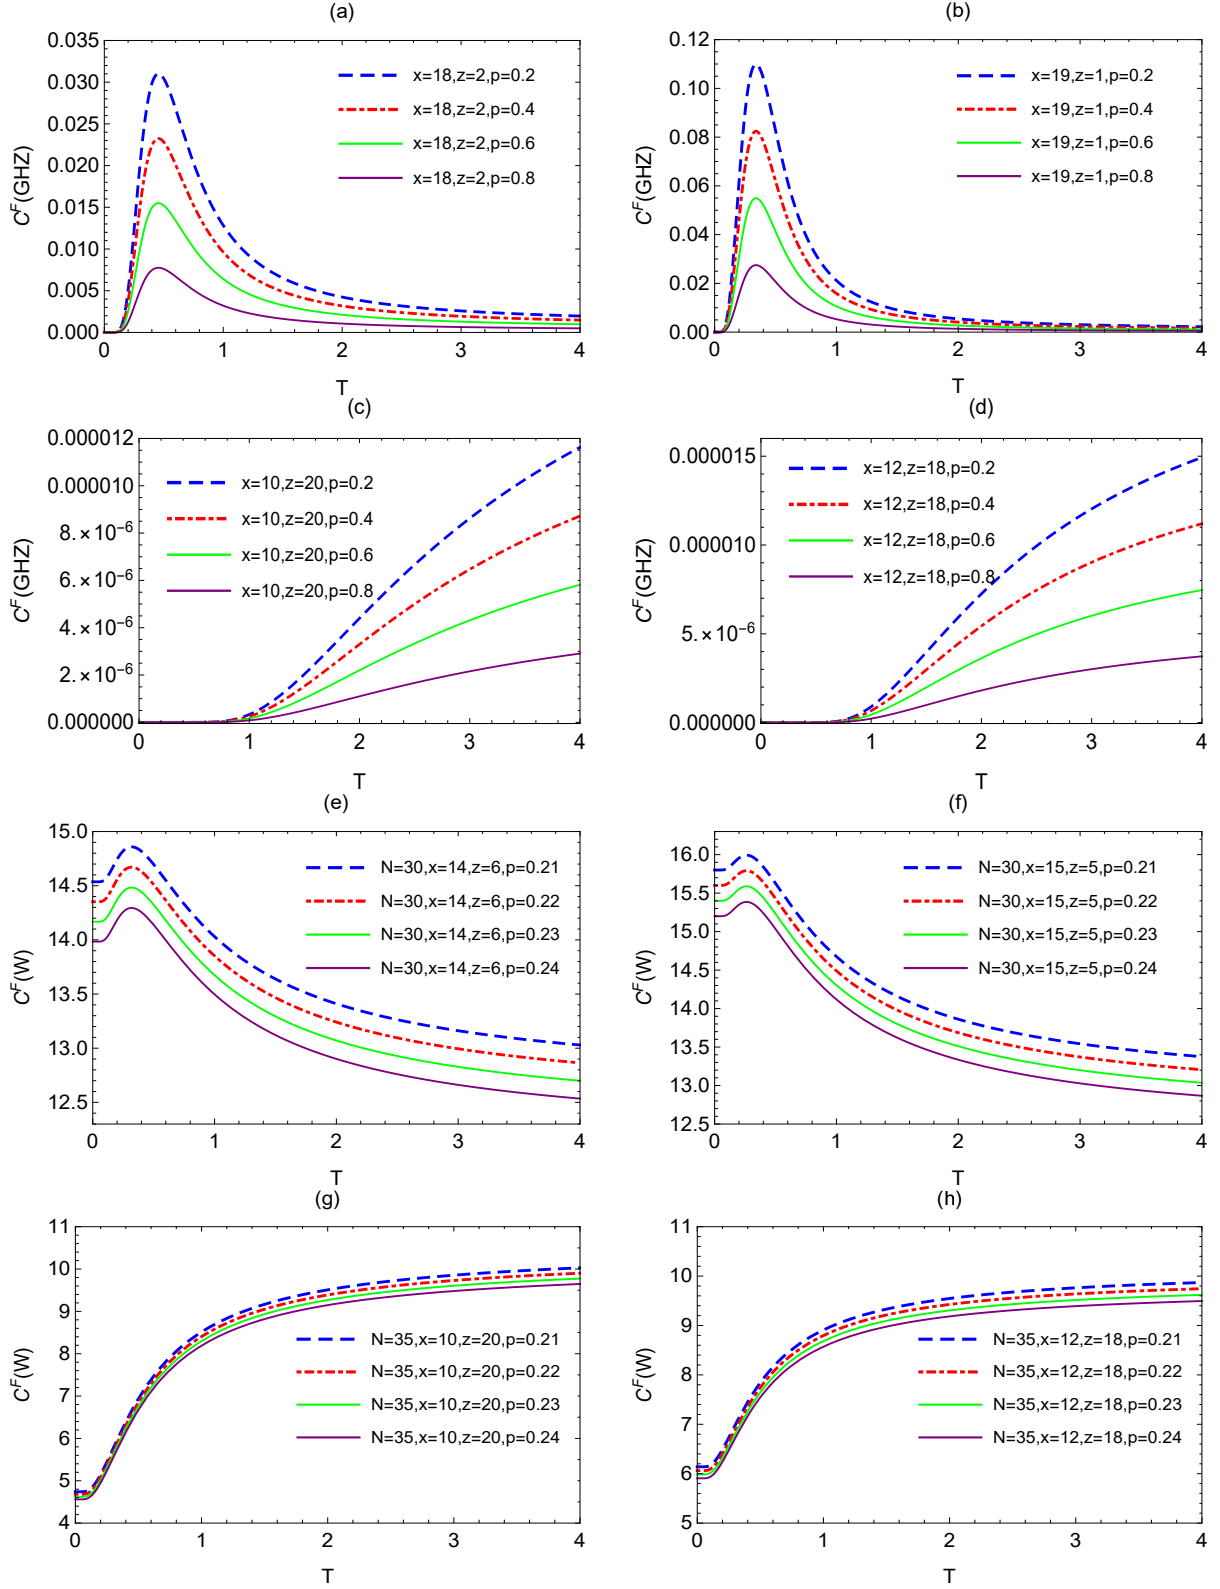 (a)
0.035
0.030
0.025
0.020
0.015
0.010
0.005
0.000
C^F(GHZ)
x=18,z=2,p=0.2
x=18,z=2,p=0.4
x=18,z=2,p=0.6
x=18,z=2,p=0.8
0 1 2 3 4
T
(b)
0.12
0.10
0.08
0.06
0.04
0.02
0.00
C^F(GHZ)
x=19,z=1,p=0.2
x=19,z=1,p=0.4
x=19,z=1,p=0.6
x=19,z=1,p=0.8
0 1 2 3 4
T
(c)
0.000012
0.000010
8.×10⁻⁶
6.×10⁻⁶
4.×10⁻⁶
2.×10⁻⁶
0.000000
C^F(GHZ)
x=10,z=20,p=0.2
x=10,z=20,p=0.4
x=10,z=20,p=0.6
x=10,z=20,p=0.8
0 1 2 3 4
T
(d)
0.000015
0.000010
5.×10⁻⁶
0.000000
C^F(GHZ)
x=12,z=18,p=0.2
x=12,z=18,p=0.4
x=12,z=18,p=0.6
x=12,z=18,p=0.8
0 1 2 3 4
T
(e)
15.0
14.5
14.0
13.5
13.0
12.5
C^F(W)
N=30,x=14,z=6,p=0.21
N=30,x=14,z=6,p=0.22
N=30,x=14,z=6,p=0.23
N=30,x=14,z=6,p=0.24
0 1 2 3 4
T
(f)
16.0
15.5
15.0
14.5
14.0
13.5
13.0
12.5
C^F(W)
N=30,x=15,z=5,p=0.21
N=30,x=15,z=5,p=0.22
N=30,x=15,z=5,p=0.23
N=30,x=15,z=5,p=0.24
0 1 2 3 4
T
(g)
11
10
9
8
7
6
5
4
C^F(W)
N=35,x=10,z=20,p=0.21
N=35,x=10,z=20,p=0.22
N=35,x=10,z=20,p=0.23
N=35,x=10,z=20,p=0.24
0 1 2 3 4
T
(h)
11
10
9
8
7
6
5
C^F(W)
N=35,x=12,z=18,p=0.21
N=35,x=12,z=18,p=0.22
N=35,x=12,z=18,p=0.23
N=35,x=12,z=18,p=0.24
0 1 2 3 4
T